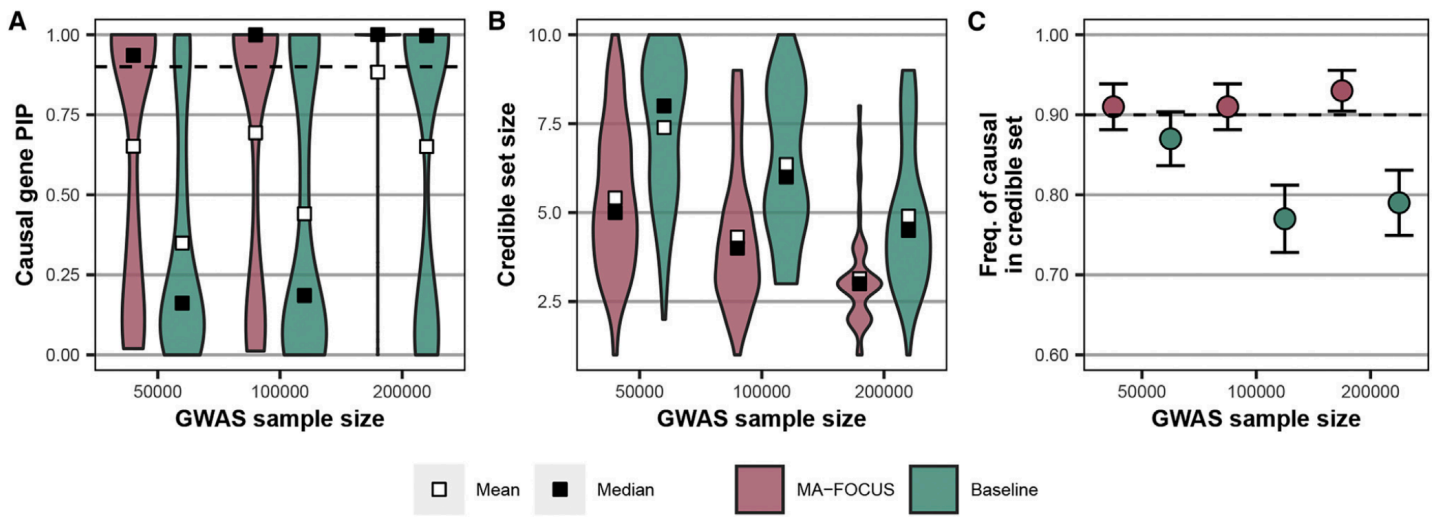 A
Causal gene PIP
1.00
0.75
0.50
0.25
0.00
50000
100000
200000
GWAS sample size
B
Credible set size
10.0
7.5
5.0
2.5
50000
100000
200000
GWAS sample size
C
Freq. of causal
in credible set
1.00
0.90
0.80
0.70
0.60
50000
100000
200000
GWAS sample size
Mean
Median
MA−FOCUS
Baseline